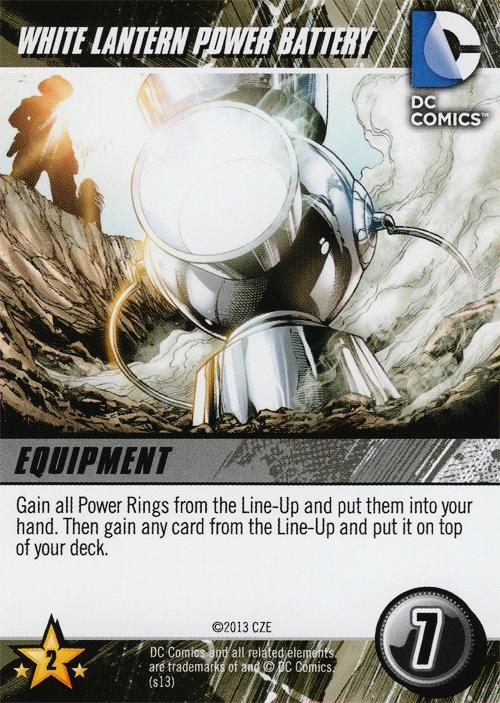 WHITE LANTERN POWER BATTERY
DC
COMICS™
EQUIPMENT
Gain all Power Rings from the Line-Up and put them into your
hand. Then gain any card from the Line-Up and put it on top
of your deck.
©2013 CZE
2
DC Comics and all related elements
are trademarks of and © DC Comics.
(s13)
7